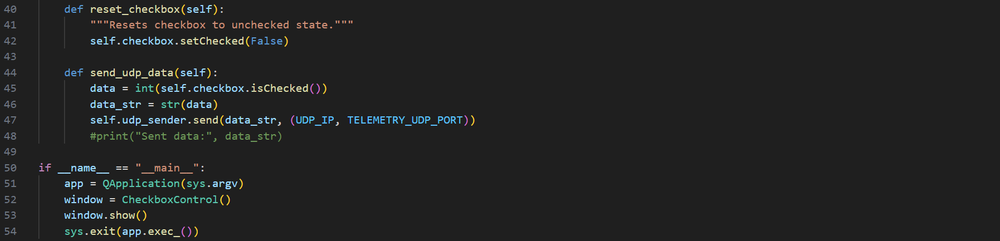 40 def reset_checkbox(self):
41 """Resets checkbox to unchecked state."""
42 self.checkbox.setChecked(False)
43
44 def send_udp_data(self):
45 data = int(self.checkbox.isChecked())
46 data_str = str(data)
47 self.udp_sender.send(data_str, (UDP_IP, TELEMETRY_UDP_PORT))
48 #print("Sent data:", data_str)
49
50 if __name__ == "__main__":
51 app = QApplication(sys.argv)
52 window = CheckboxControl()
53 window.show()
54 sys.exit(app.exec_())